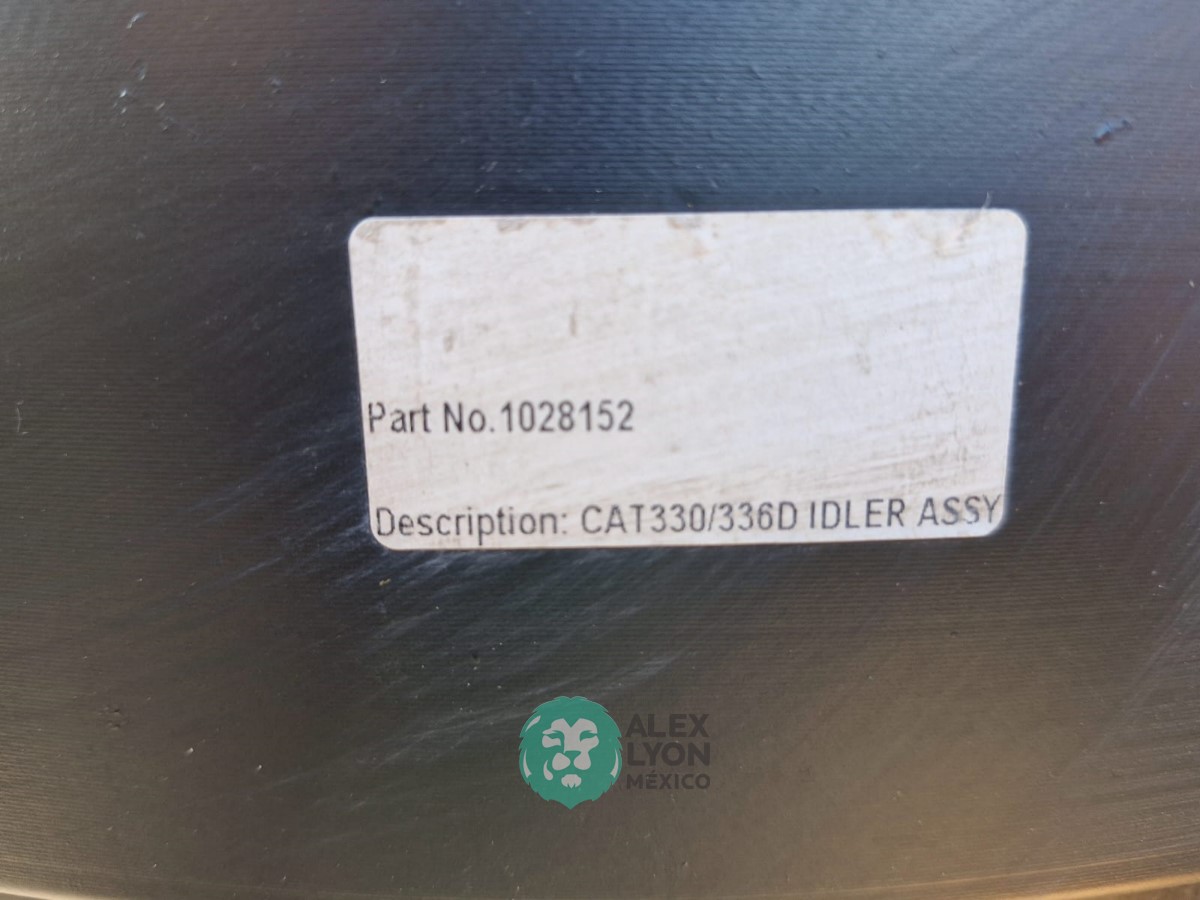 Part No.1028152
Description: CAT330/336D IDLER ASSY
ALEX
LYON
MÉXICO